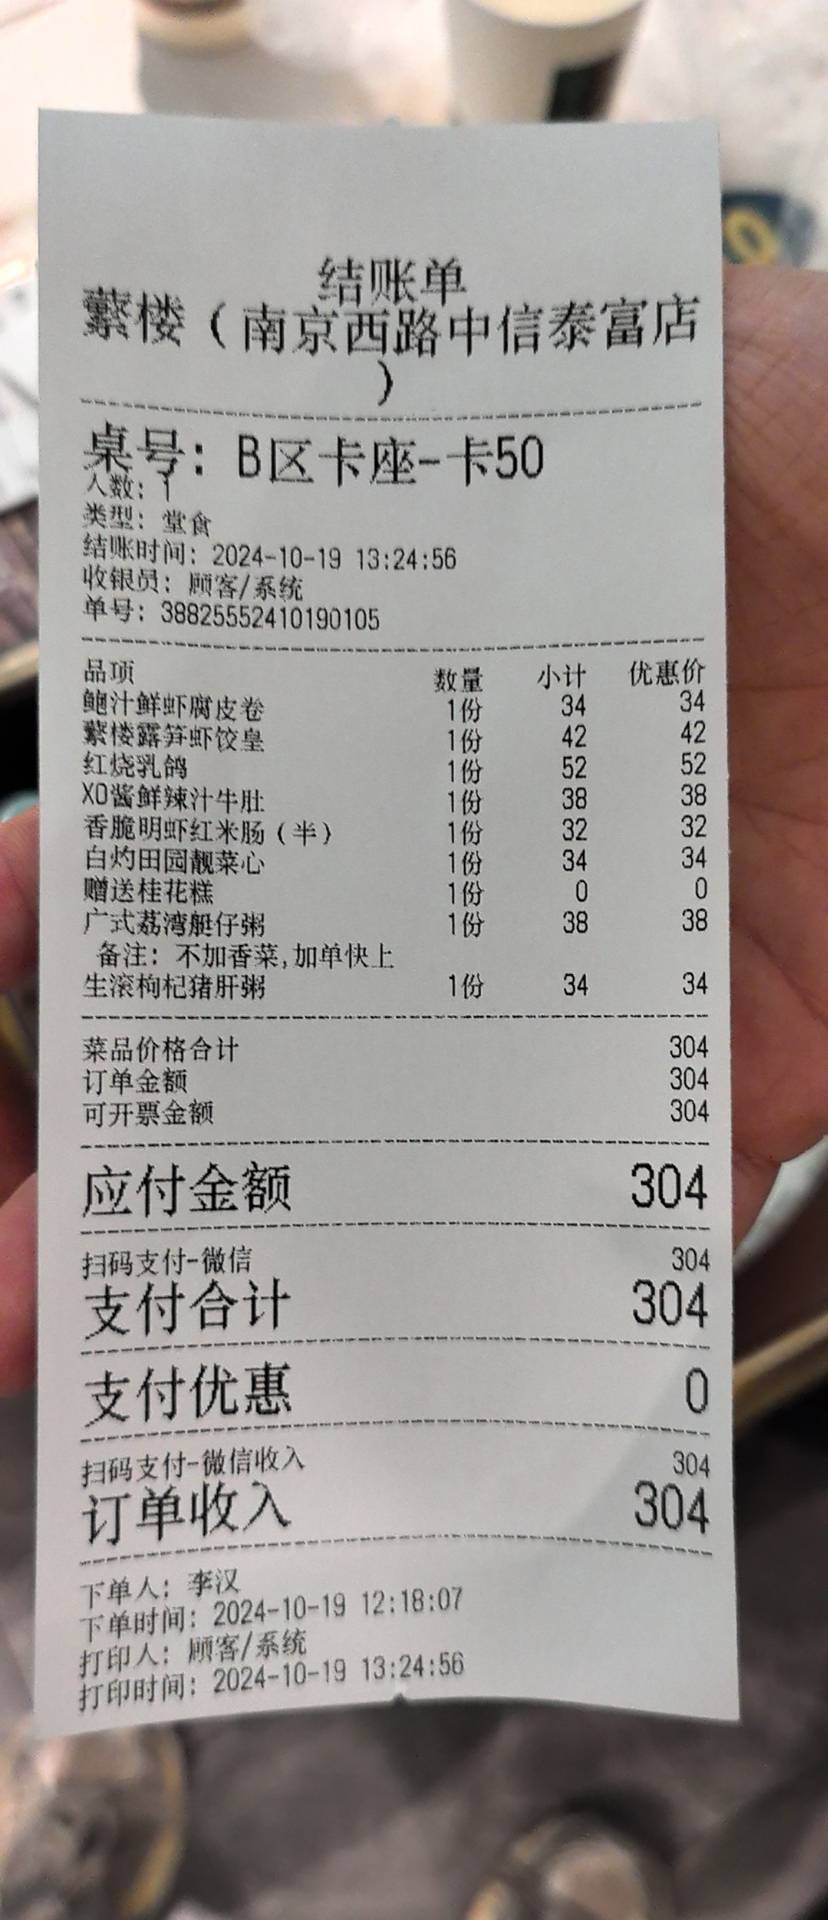 结账单
蘩楼（南京西路中信泰富店
）
桌号：B区卡座-卡50
人数：1
类型：堂食
结账时间：2024-10-19 13:24:56
收银员：顾客/系统
单号：38825552410190105
品项 数量 小计 优惠价
鲍汁鲜虾腐皮卷 1份 34 34
蘩楼露笋虾饺皇 1份 42 42
红烧乳鸽 1份 52 52
XO酱鲜辣汁牛肚 1份 38 38
香脆明虾红米肠（半） 1份 32 32
白灼田园靓菜心 1份 34 34
赠送桂花糕 1份 0 0
广式荔湾艇仔粥 1份 38 38
备注：不加香菜,加单快上
生滚枸杞猪肝粥 1份 34 34
菜品价格合计 304
订单金额 304
可开票金额 304
应付金额 304
扫码支付-微信 304
支付合计 304
支付优惠 0
扫码支付-微信收入 304
订单收入 304
下单人：李汉
下单时间：2024-10-19 12:18:07
打印人：顾客/系统
打印时间：2024-10-19 13:24:56